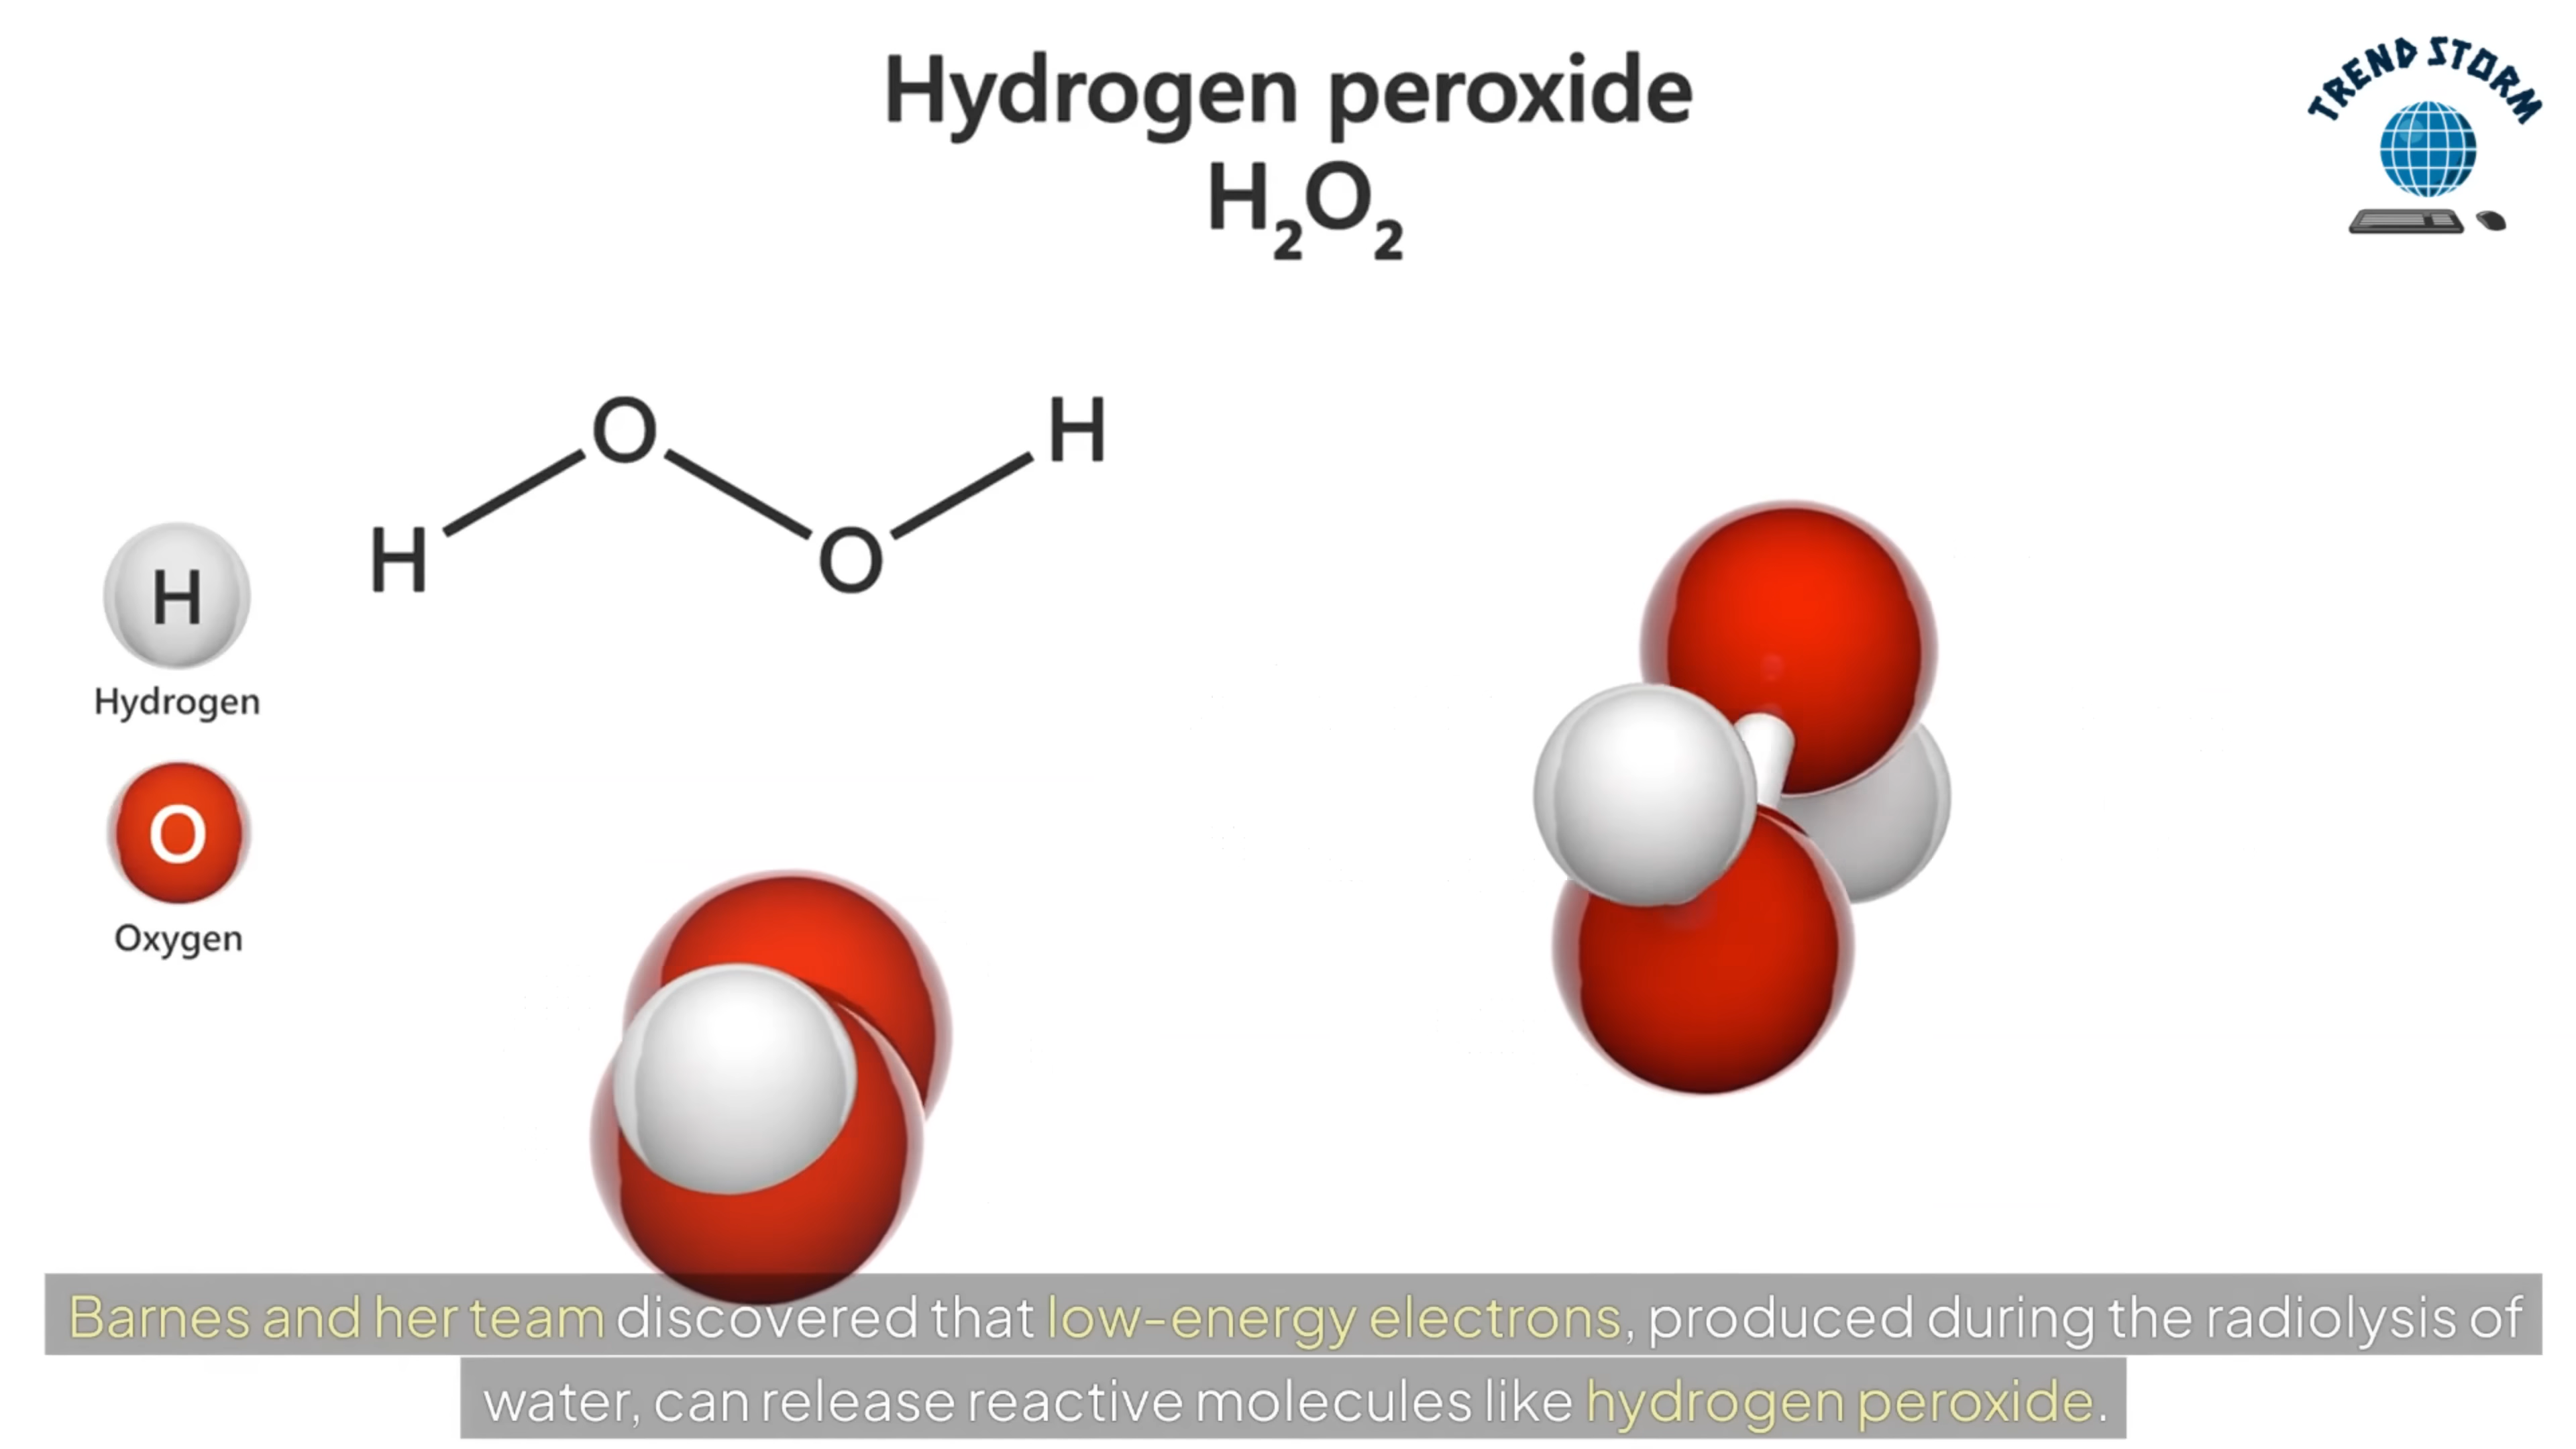 Hydrogen peroxide
H₂O₂
TREND STORM
O
H
H
O
H
Hydrogen
O
Oxygen
Barnes and her team discovered that low-energy electrons, produced during the radiolysis of
water, can release reactive molecules like hydrogen peroxide.